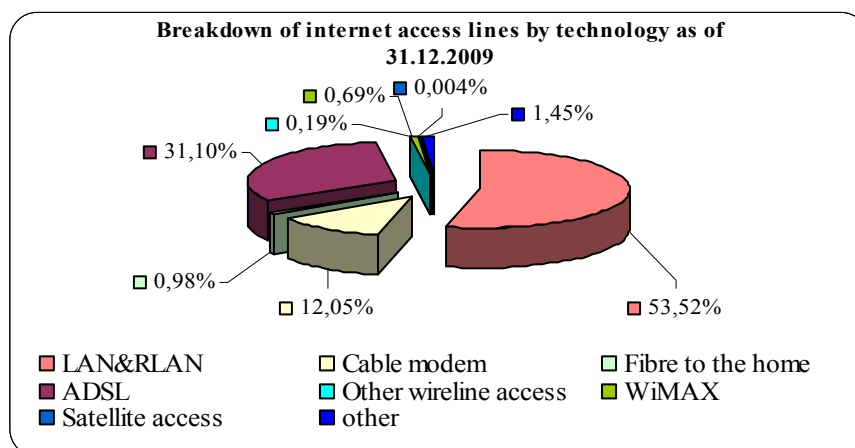 Breakdown of internet access lines by technology as of
31.12.2009
0,004%
0,69%
1,45%
0,19%
31,10%
0,98%
12,05%
53,52%
LAN&RLAN
Cable modem
Fibre to the home
ADSL
Other wireline access
WiMAX
Satellite access
other